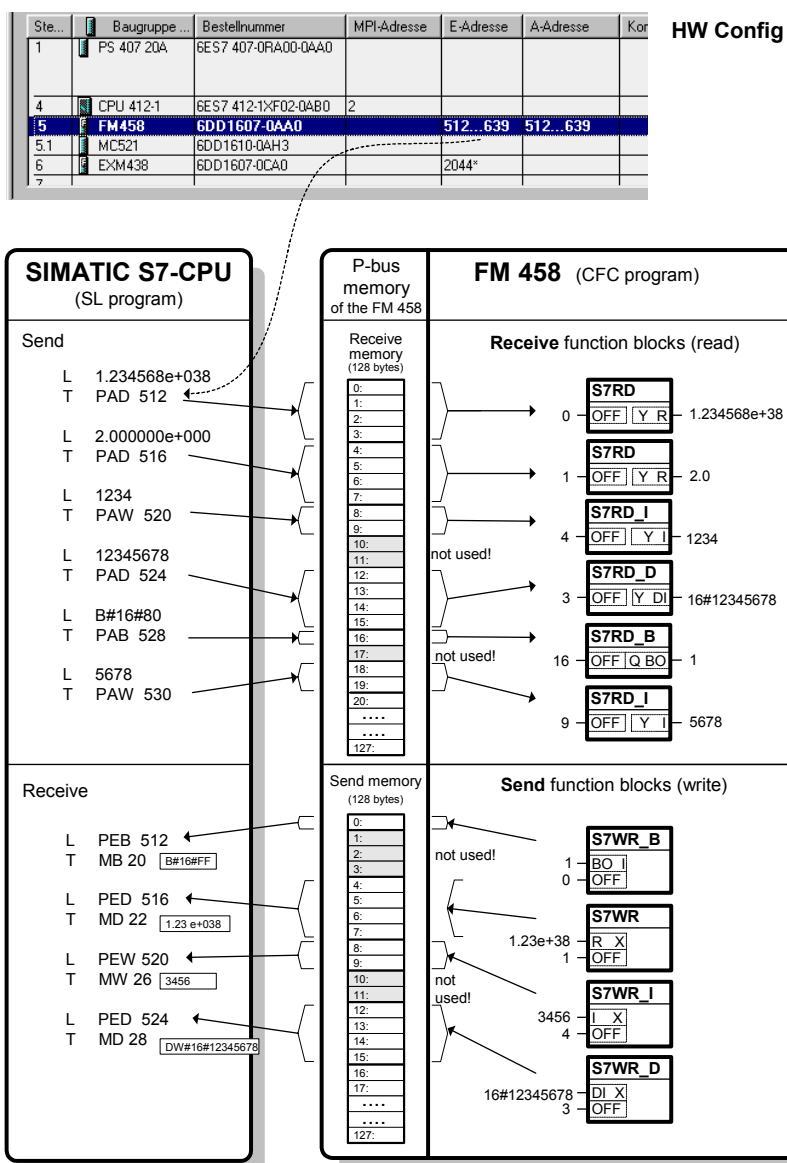 HW Config
Ste... Baugruppe ... Bestellnummer MPI-Adresse E-Adresse A-Adresse Kor
1 PS 407 20A 6ES7 407-0RA00-0AA0
4 CPU 412-1 6ES7 412-1XF02-0AB0 2
5 FM458 6DD1607-0AA0 512...639 512...639
5.1 MC521 6DD1610-0AH3
6 EXM438 6DD1607-0CA0 2044*
7
SIMATIC S7-CPU
(SL program)
Send
L 1.234568e+038
T PAD 512
L 2.000000e+000
T PAD 516
L 1234
T PAW 520
L 12345678
T PAD 524
L B#16#80
T PAB 528
L 5678
T PAW 530
Receive
L PEB 512
T MB 20 B#16#FF
L PED 516
T MD 22 1.23 e+038
L PEW 520
T MW 26 3456
L PED 524
T MD 28 DW#16#12345678
P-bus
memory
of the FM 458
Receive
memory
(128 bytes)
0:
1:
2:
3:
4:
5:
6:
7:
8:
9:
10:
11:
12:
13:
14:
15:
16:
17:
18:
19:
20:
....
....
127:
Send memory
(128 bytes)
0:
1:
2:
3:
4:
5:
6:
7:
8:
9:
10:
11:
12:
13:
14:
15:
16:
17:
....
....
127:
FM 458 (CFC program)
Receive function blocks (read)
S7RD
0 OFF Y R 1.234568e+38
S7RD
1 OFF Y R 2.0
S7RD_I
4 OFF Y I 1234
not used!
S7RD_D
3 OFF Y DI 16#12345678
S7RD_B
not used!
16 OFF Q BO 1
S7RD_I
9 OFF Y I 5678
Send function blocks (write)
S7WR_B
not used!
1 BO I
0 OFF
S7WR
1.23e+38 R X
1 OFF
not
used!
S7WR_I
3456 I X
4 OFF
S7WR_D
16#12345678 DI X
3 OFF